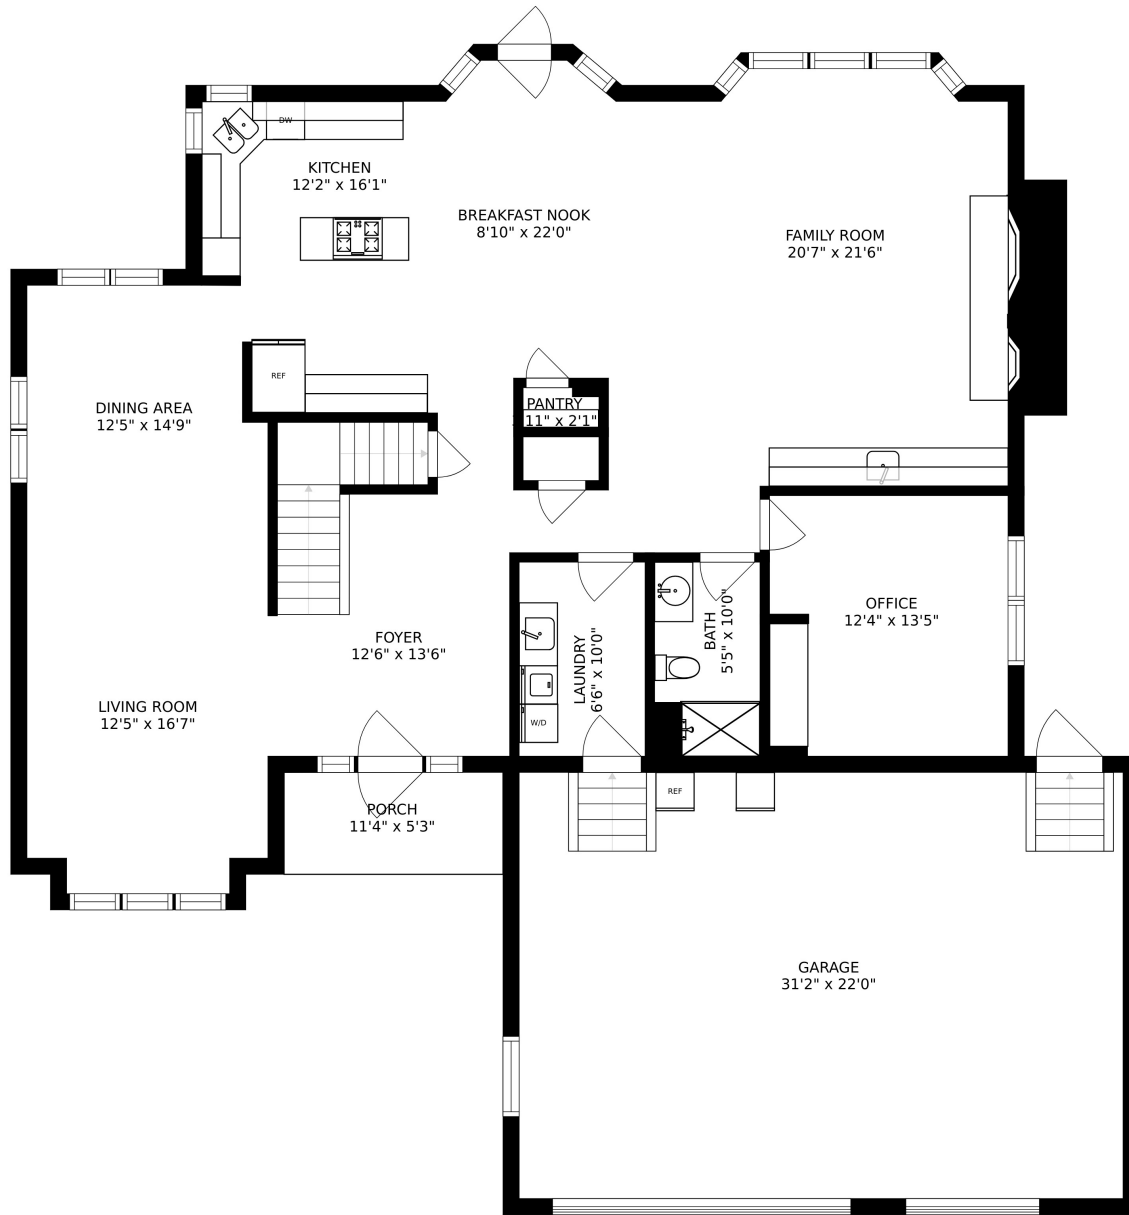 DW
KITCHEN
12'2" x 16'1"
BREAKFAST NOOK
8'10" x 22'0"
FAMILY ROOM
20'7" x 21'6"
REF
DINING AREA
12'5" x 14'9"
PANTRY
11" x 2'1"
OFFICE
12'4" x 13'5"
FOYER
12'6" x 13'6"
LAUNDRY
6'6" x 10'0"
BATH
5'5" x 10'0"
LIVING ROOM
12'5" x 16'7"
W/D
REF
PORCH
11'4" x 5'3"
GARAGE
31'2" x 22'0"